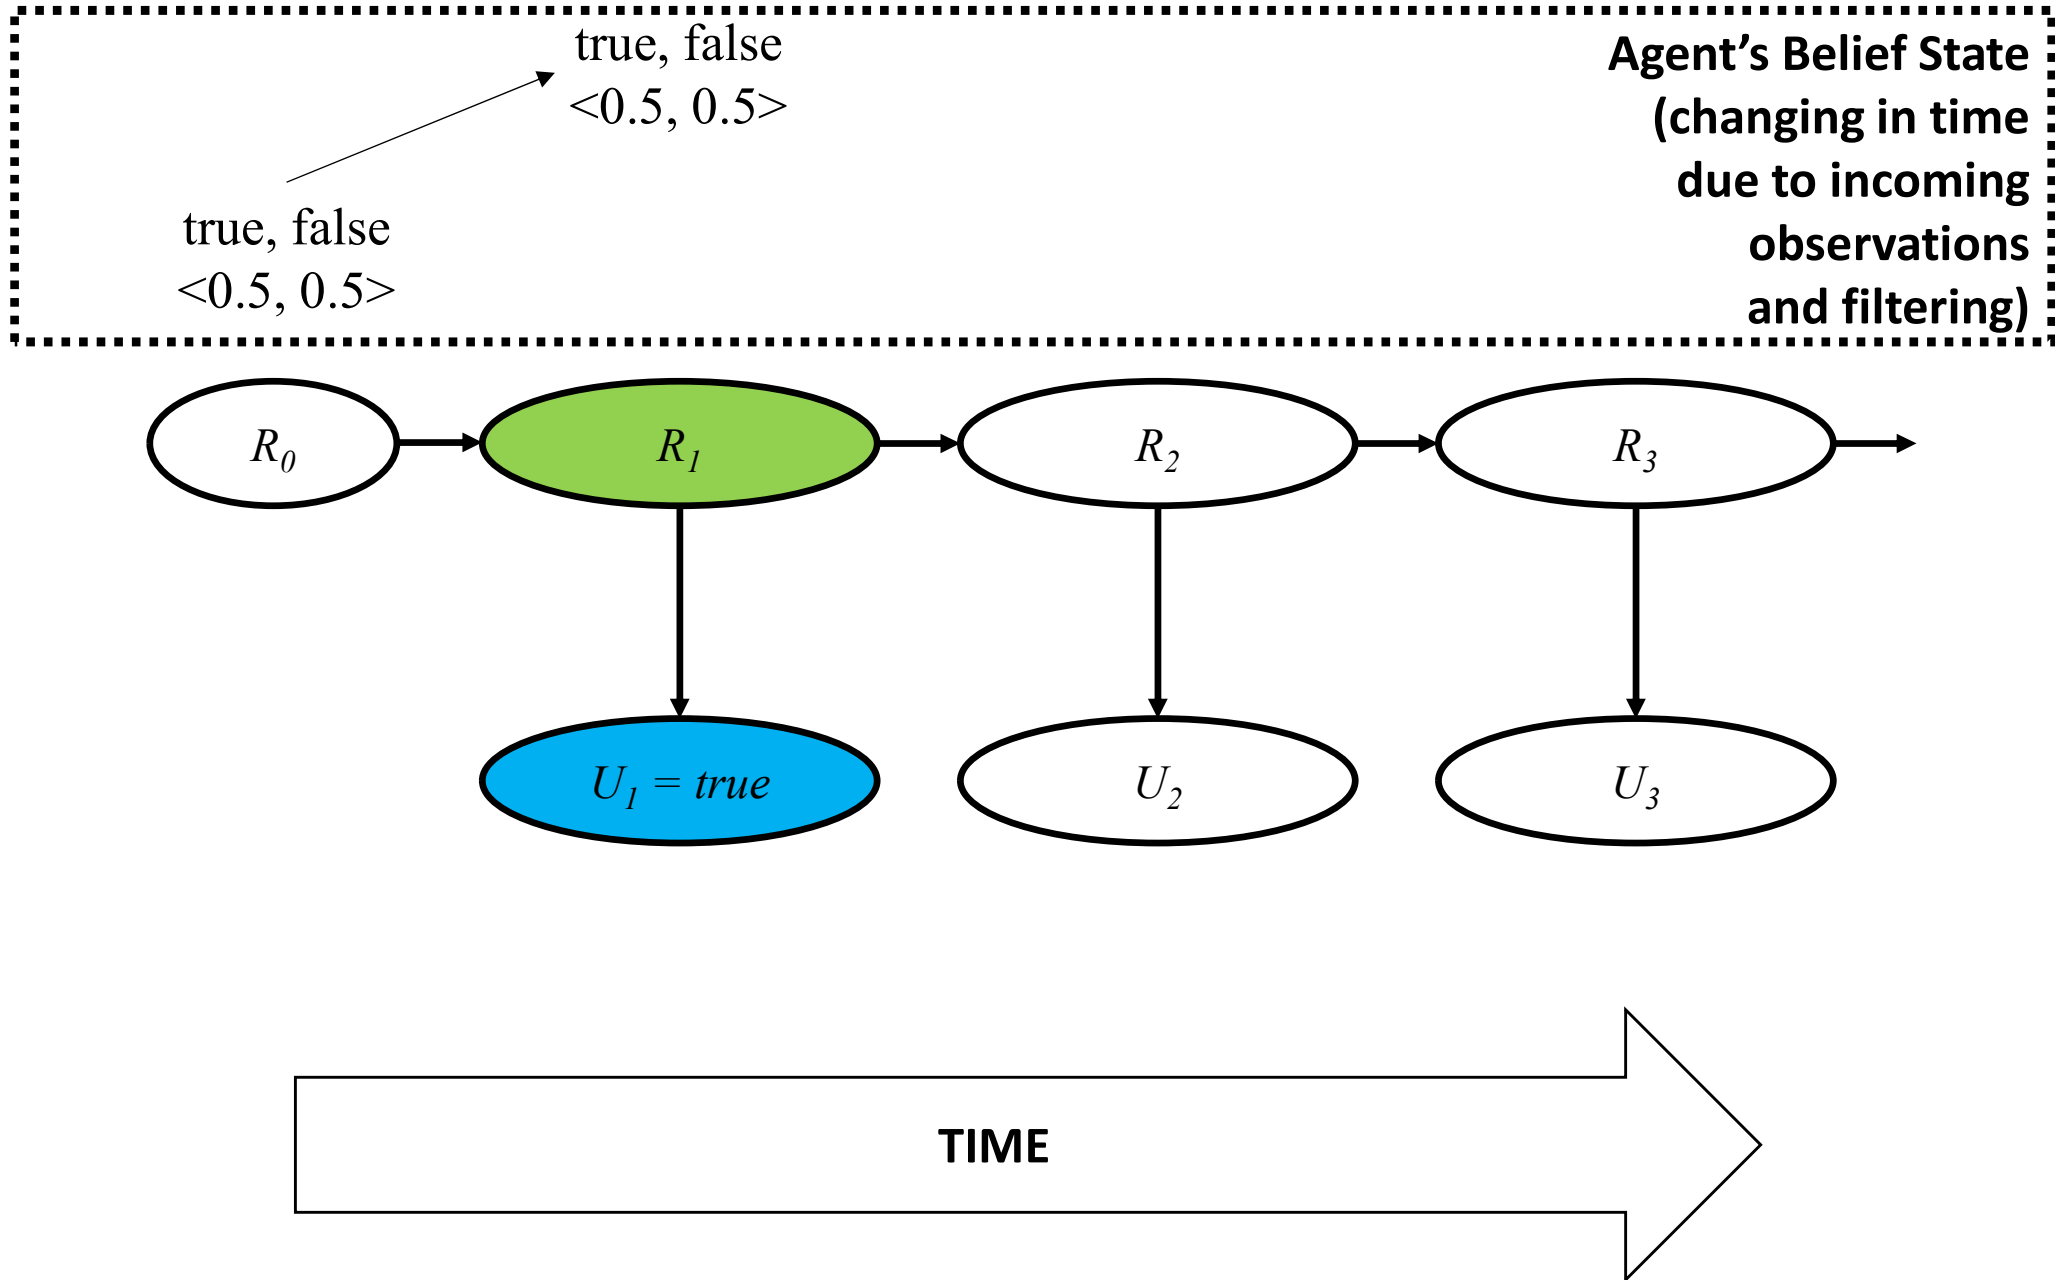 true, false
<0.5, 0.5>
true, false
<0.5, 0.5>
Agent’s Belief State
(changing in time
due to incoming
observations
and filtering)
R0
R1
R2
R3
U1 = true
U2
U3
TIME